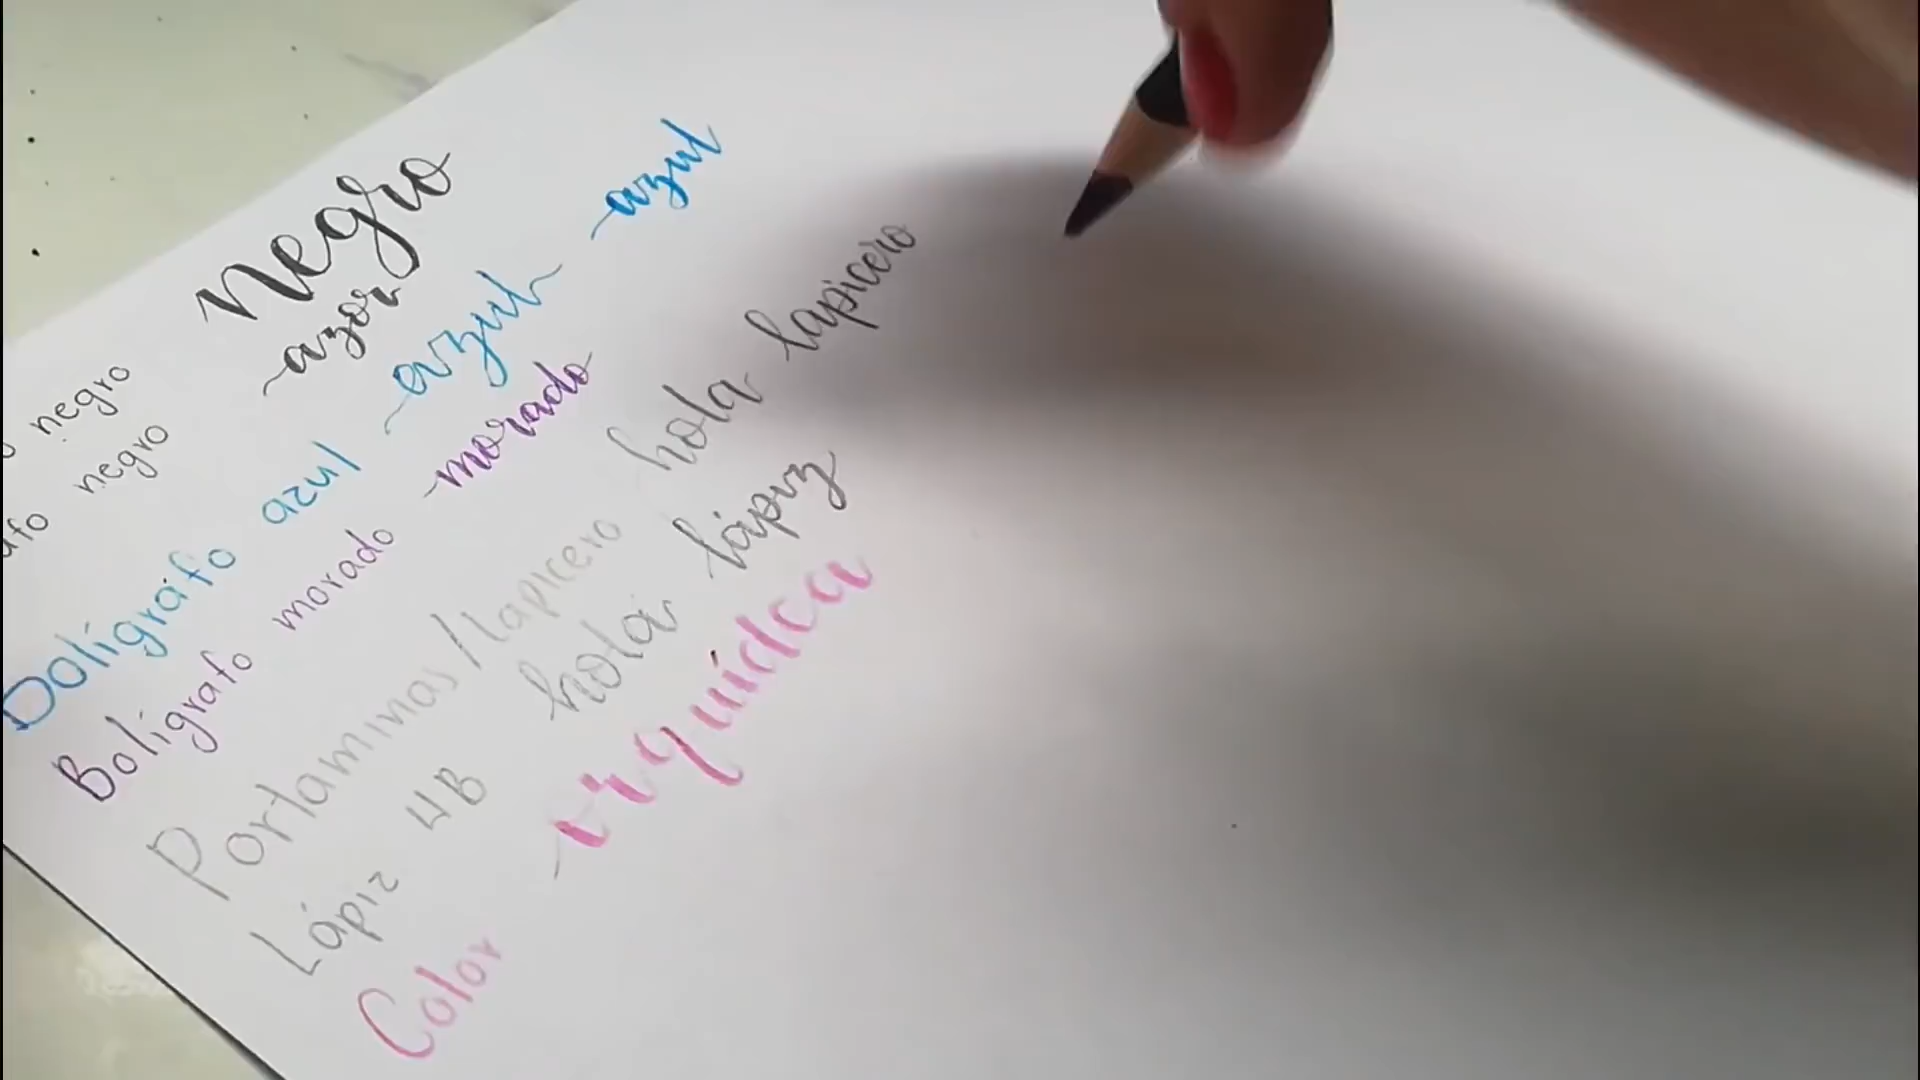 negro negro
negro azor
Bolígrafo azul azul azul
Bolígrafo morado morado
Portaminas/lapicero hola lapicero
Lápiz HB hola lápiz
Color orquídea